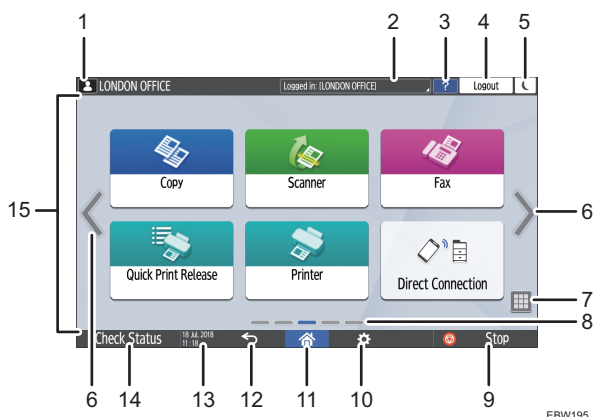 1
2
3
4
5
LONDON OFFICE
Logged in: [LONDON OFFICE]
?
Logout
Copy
Scanner
Fax
15
6
Quick Print Release
Printer
Direct Connection
7
8
Check Status
18 Jul. 2018
11 : 18
Stop
6
14
13
12
11
10
9
EBW195